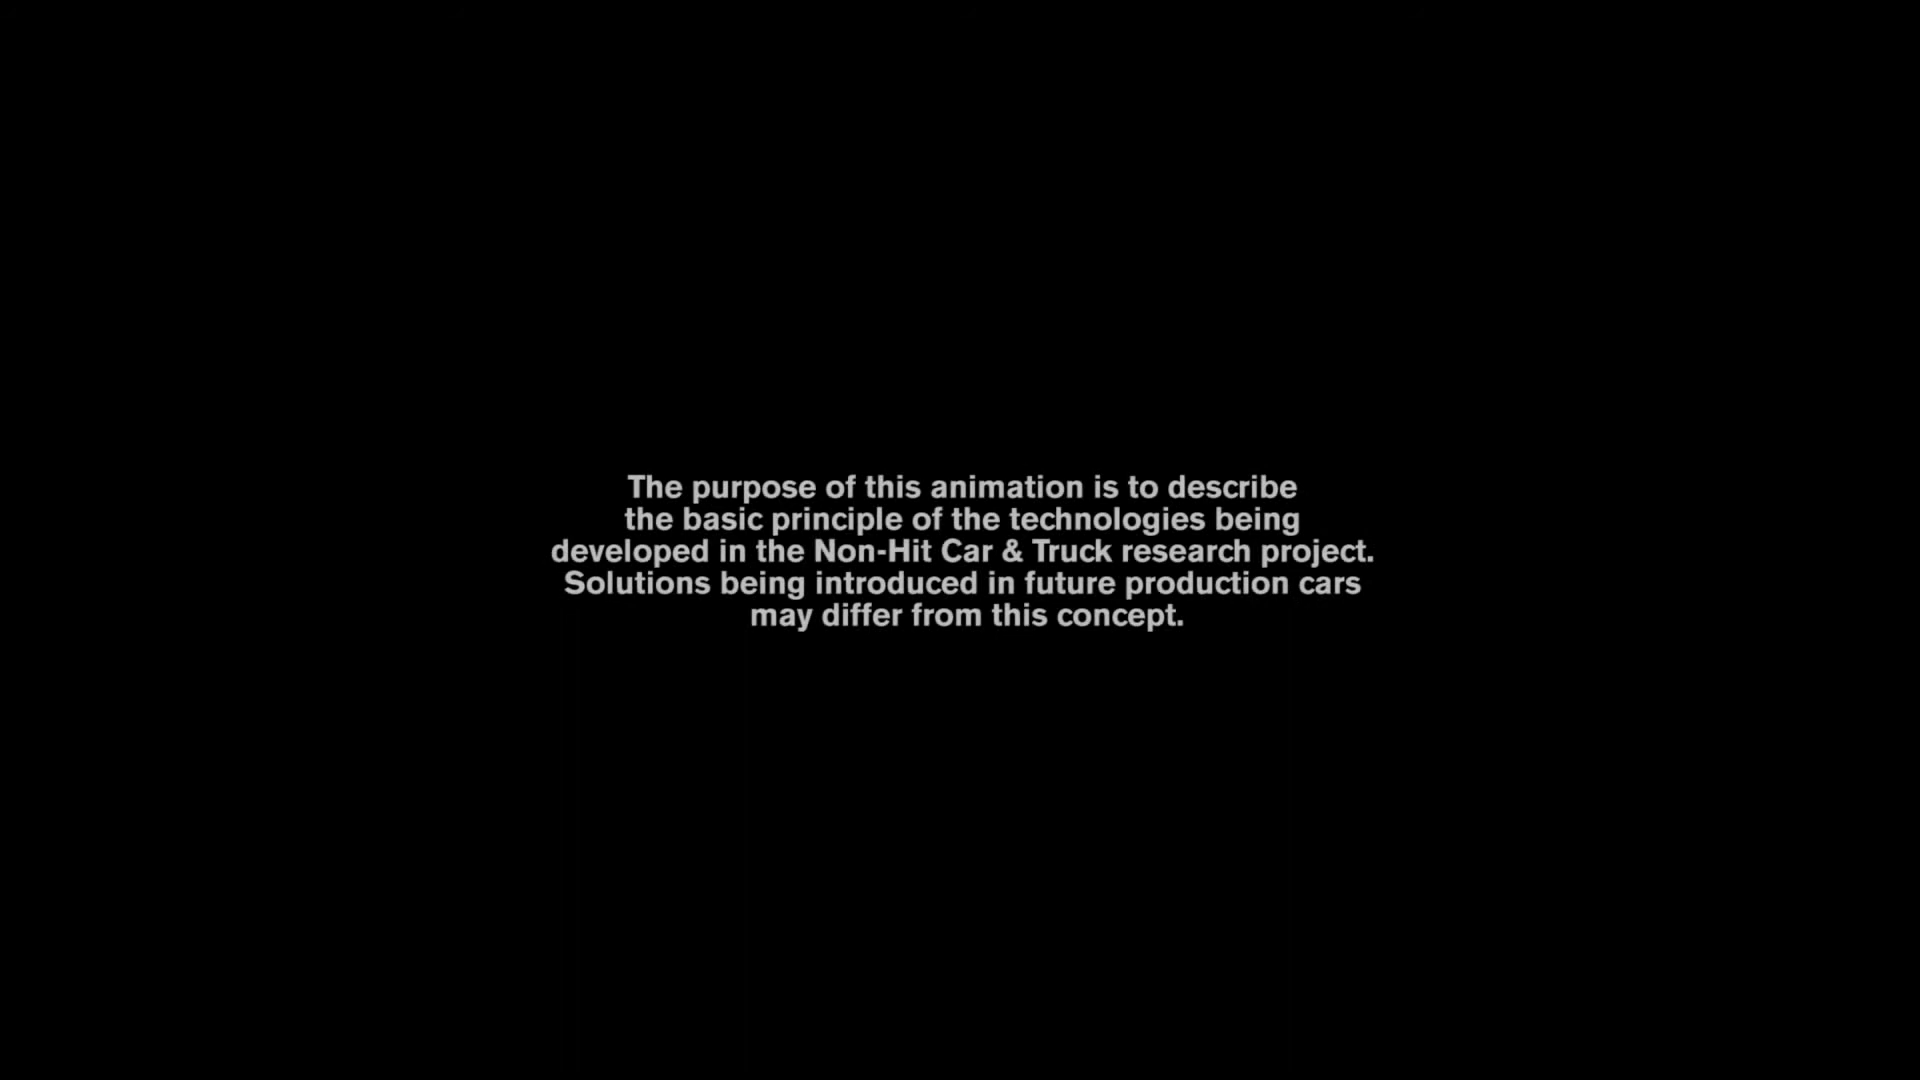 The purpose of this animation is to describe
the basic principle of the technologies being
developed in the Non-Hit Car & Truck research project.
Solutions being introduced in future production cars
may differ from this concept.